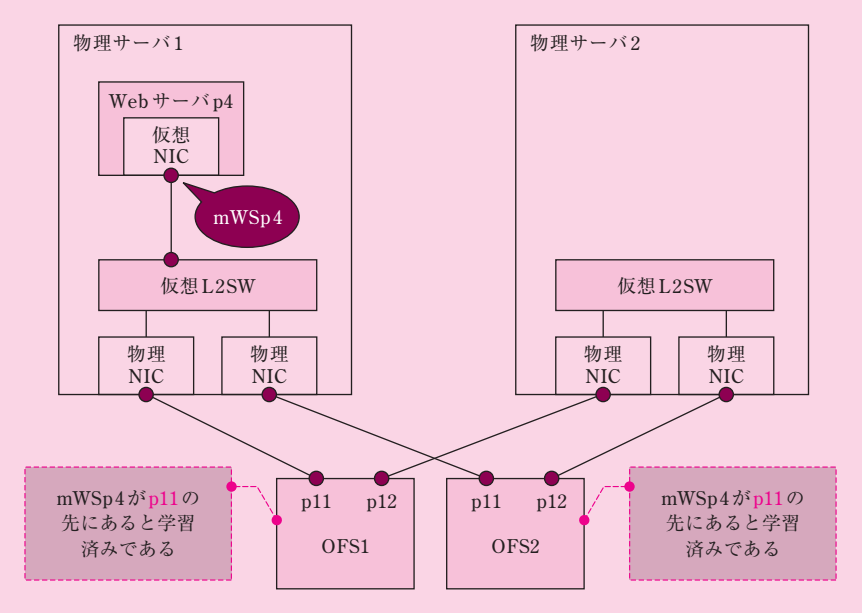 物理サーバ1
Webサーバp4
仮想
NIC
mWSp4
仮想L2SW
物理
NIC
物理
NIC
物理サーバ2
仮想L2SW
物理
NIC
物理
NIC
mWSp4がp11の
先にあると学習
済みである
p11 p12
OFS1
p11 p12
OFS2
mWSp4がp11の
先にあると学習
済みである